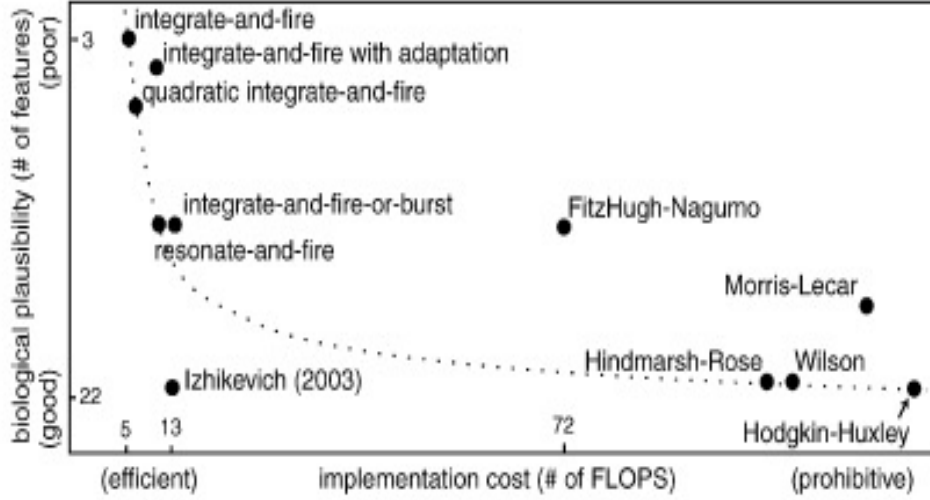 integrate-and-fire
3
integrate-and-fire with adaptation
quadratic integrate-and-fire
integrate-and-fire-or-burst
resonate-and-fire
FitzHugh-Nagumo
Morris-Lecar
Hindmarsh-Rose
Wilson
Izhikevich (2003)
Hodgkin-Huxley
22
5
13
72
(efficient)
implementation cost (# of FLOPS)
(prohibitive)
biological plausibility (# of features)
(good)
(poor)